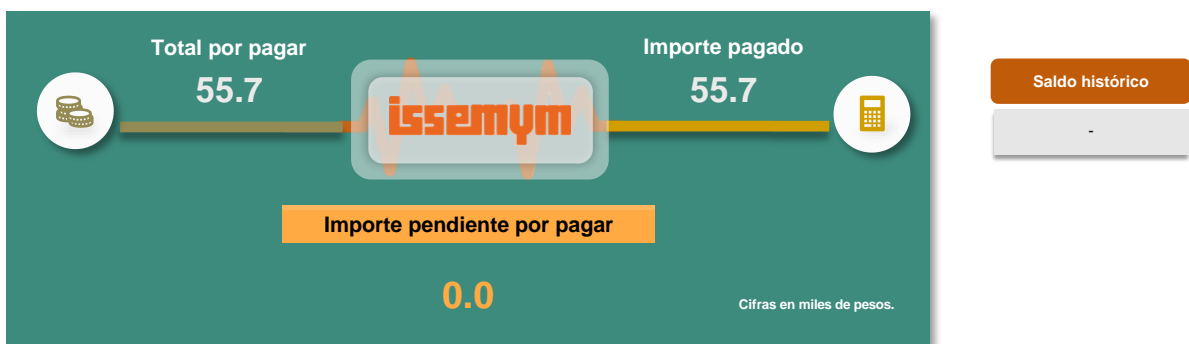 Total por pagar
55.7
issemym
Importe pagado
55.7
Saldo histórico
-
Importe pendiente por pagar
0.0
Cifras en miles de pesos.